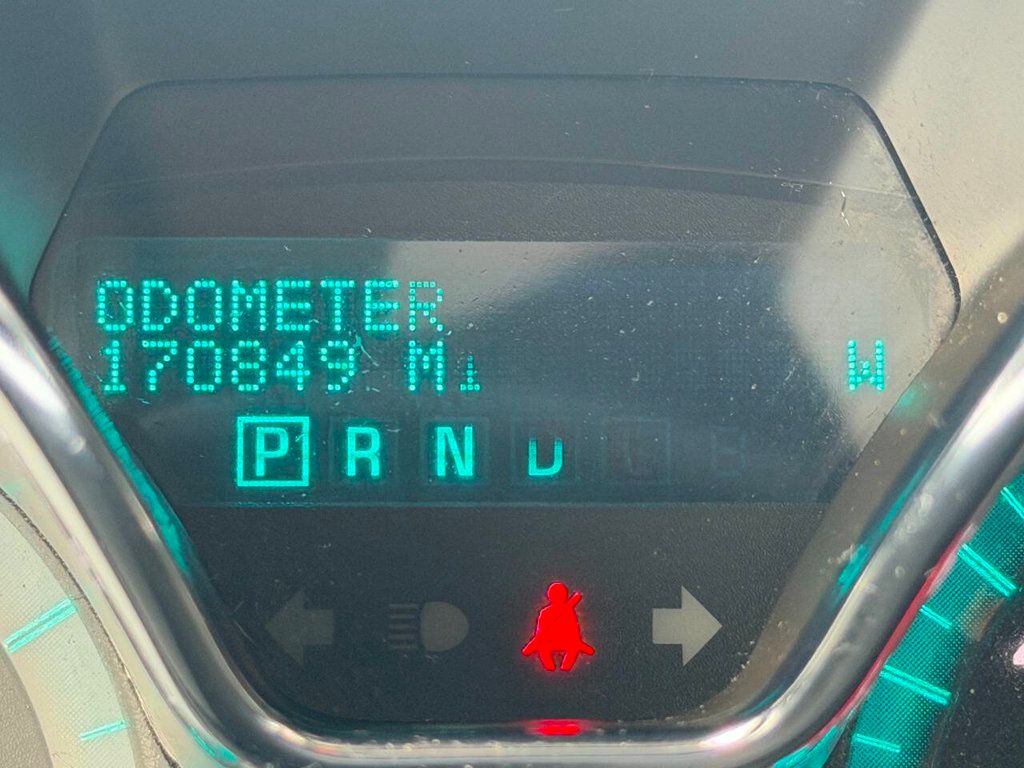 ODOMETER
170849 Mi W
P R N D